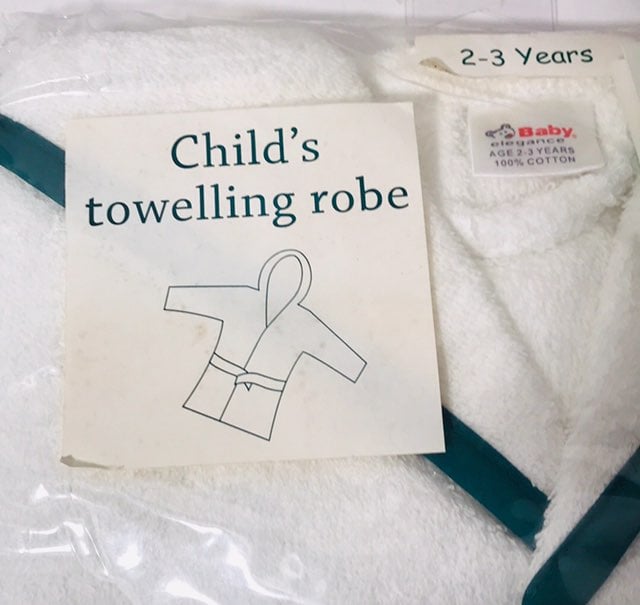 2-3 Years
Baby
elegance
AGE 2-3 YEARS
100% COTTON
Child's
towelling robe